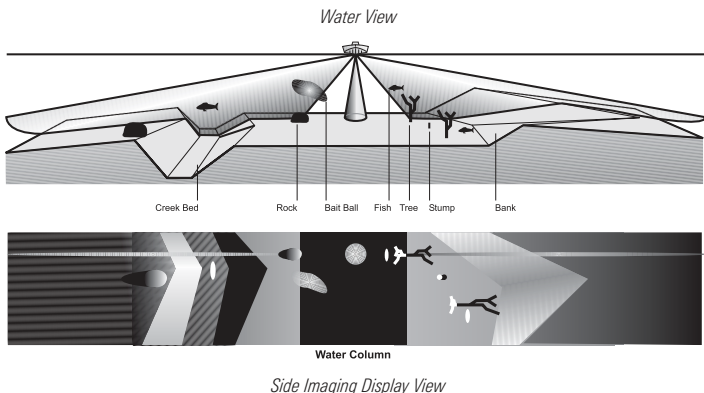 Water View
Creek Bed Rock Bait Ball Fish Tree Stump Bank
Water Column
Side Imaging Display View